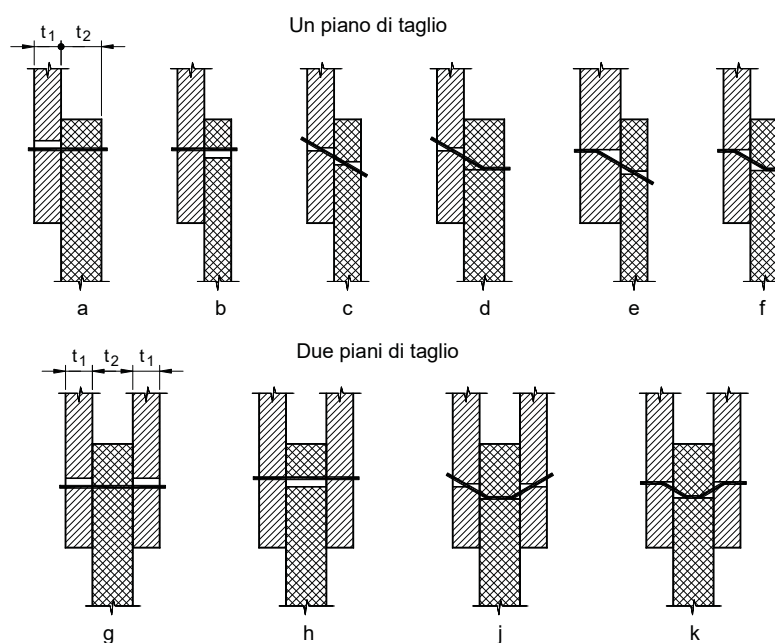 Un piano di taglio
t1 t2
a b c d e f
Due piani di taglio
t1 t2 t1
g h j k